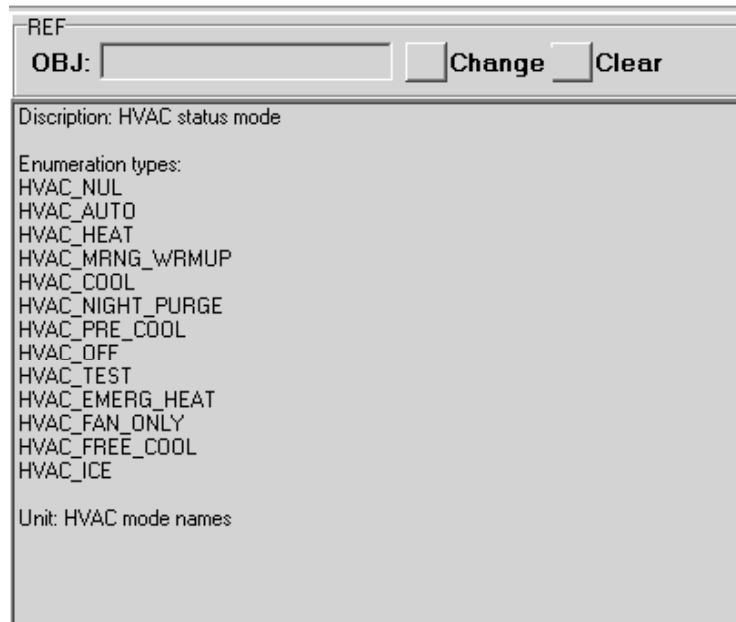 REF
OBJ: Change Clear
Discription: HVAC status mode
Enumeration types:
HVAC_NUL
HVAC_AUTO
HVAC_HEAT
HVAC_MRNG_WRMUP
HVAC_COOL
HVAC_NIGHT_PURGE
HVAC_PRE_COOL
HVAC_OFF
HVAC_TEST
HVAC_EMERG_HEAT
HVAC_FAN_ONLY
HVAC_FREE_COOL
HVAC_ICE
Unit: HVAC mode names